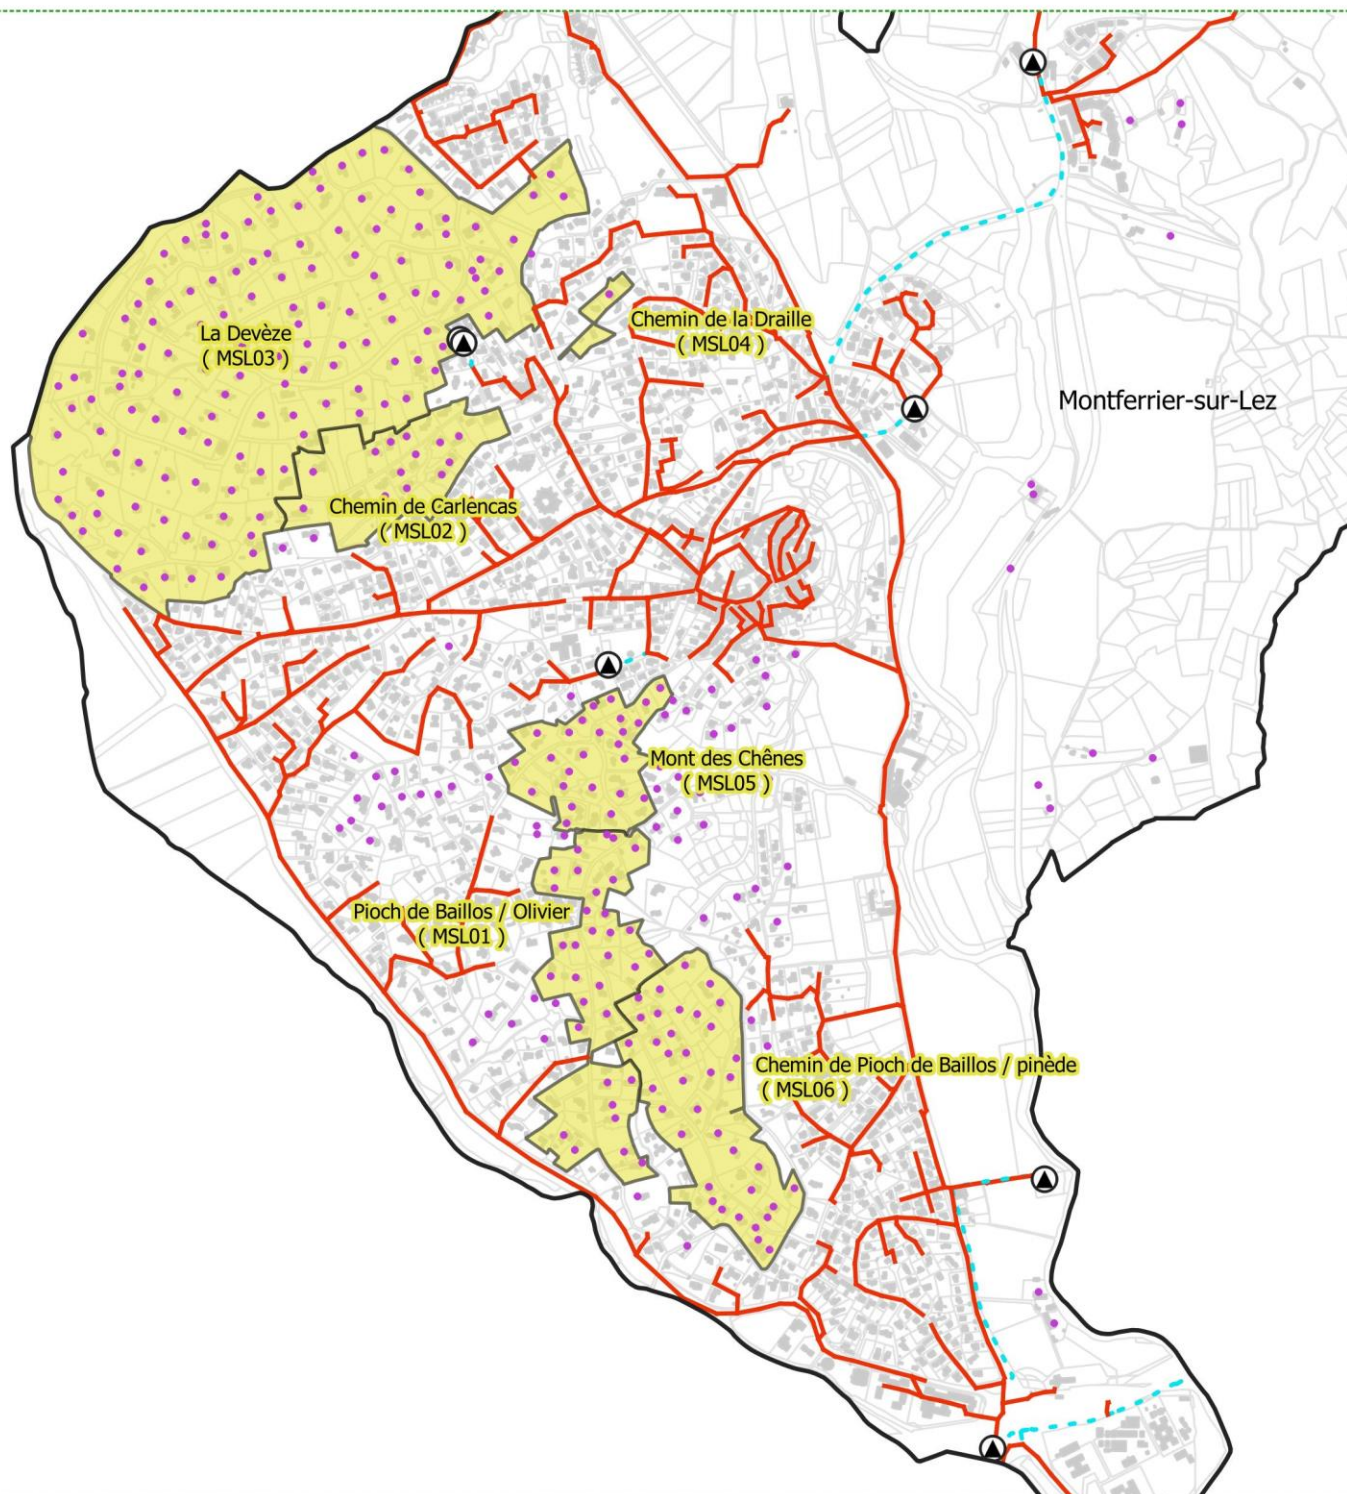 La Devèze
( MSL03 )
Chemin de la Draille
( MSL04 )
Montferrier-sur-Lez
Chemin de Carlencas
( MSL02 )
Mont des Chênes
( MSL05 )
Pioch de Baillos / Olivier
( MSL01 )
Chemin de Pioch de Baillos / pinède
( MSL06 )